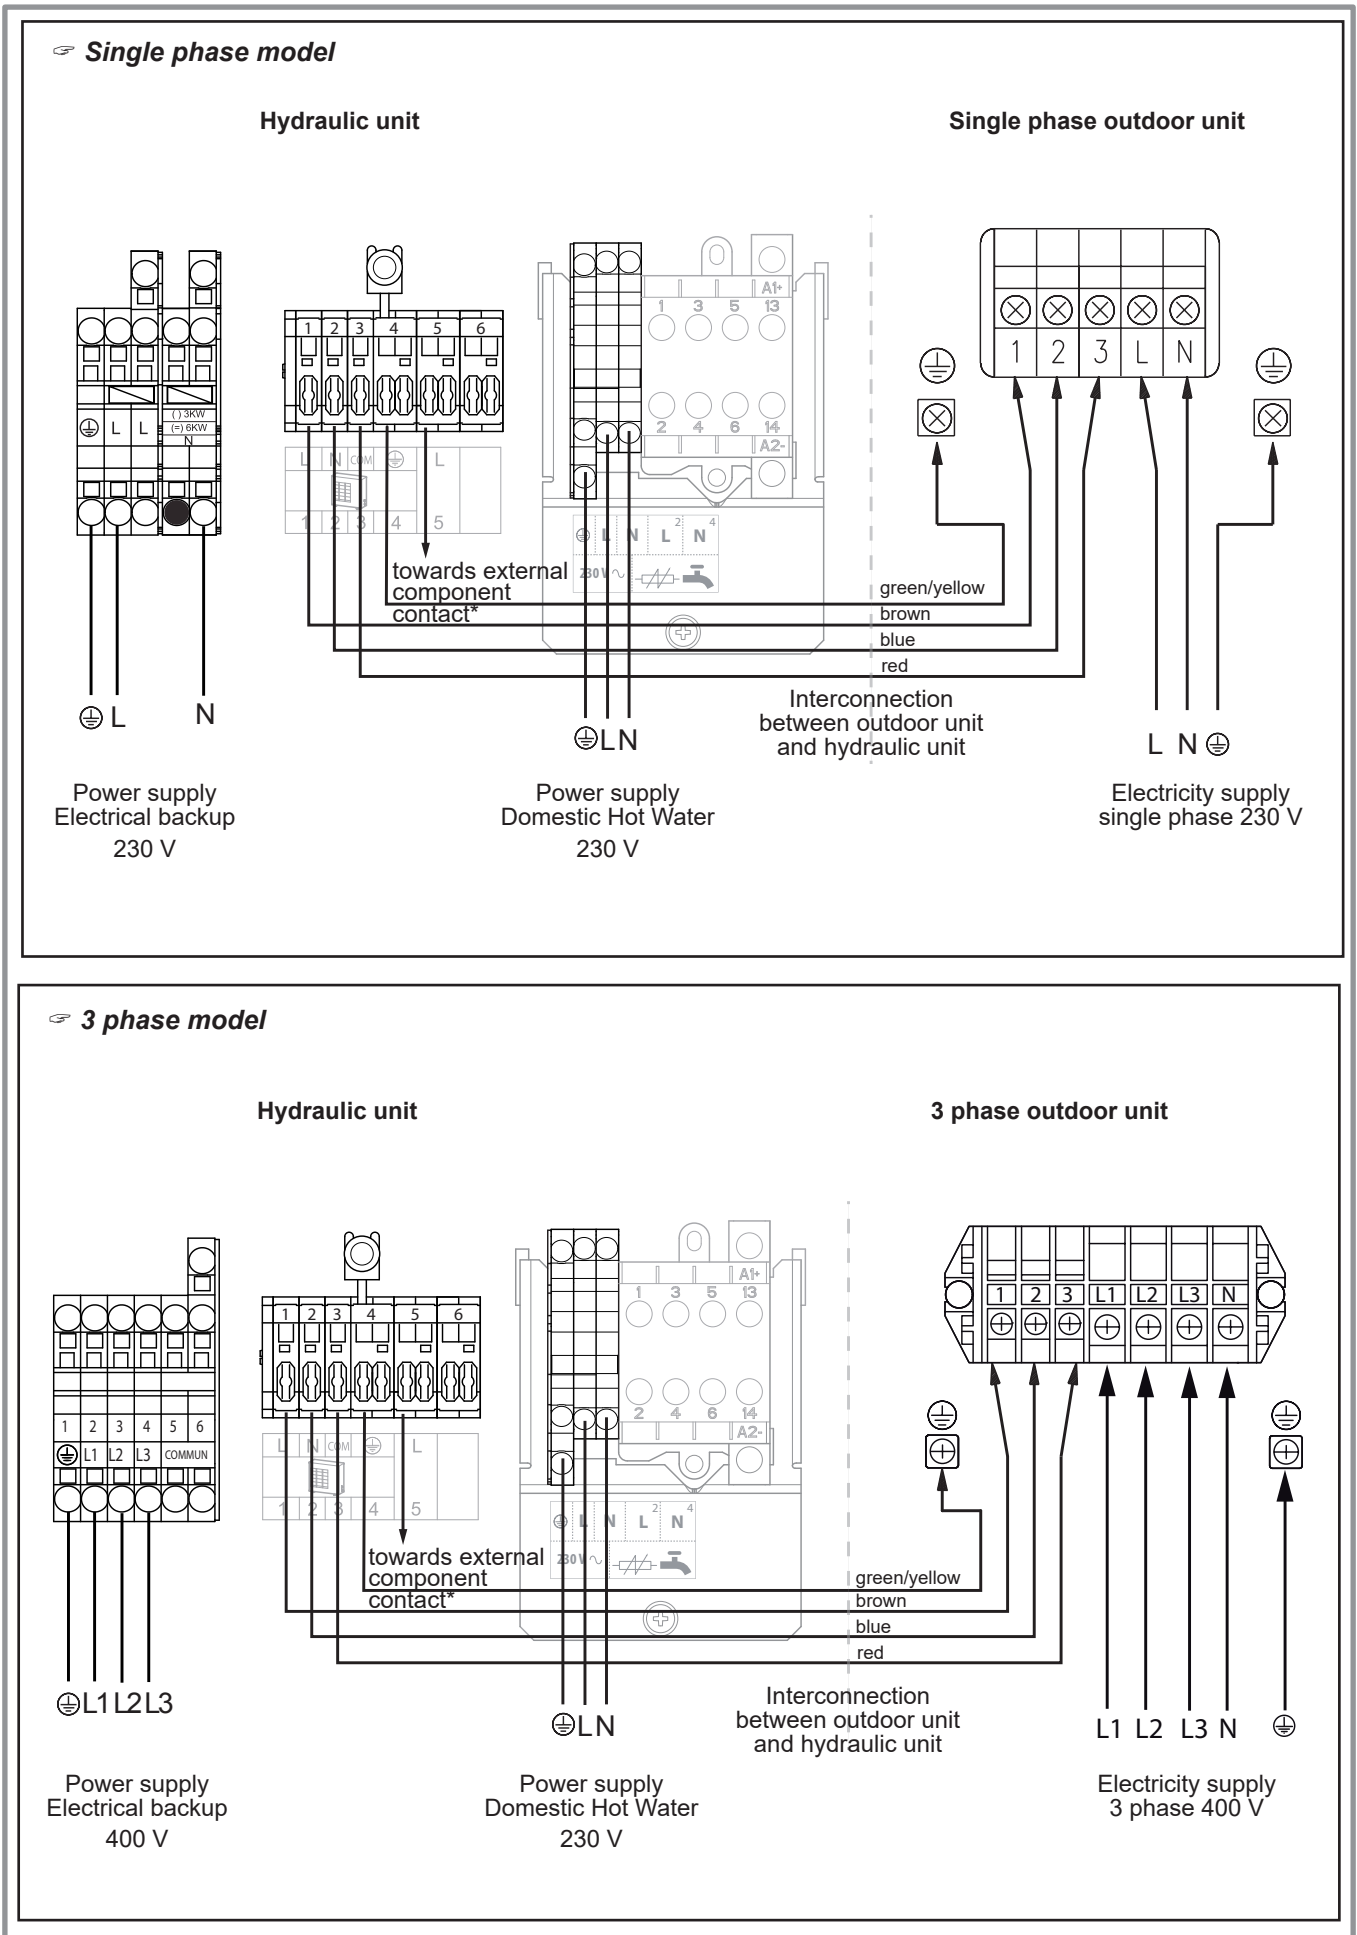 ☞ Single phase model
Hydraulic unit
Single phase outdoor unit
A1+
1 3 5 13
1 2 3 4 5 6
1 2 3 L N
( ) 3KW
(=) 6KW
N
L L
2 4 6 14
A2-
L N COM L
1 2 3 4 5
L N L 2 N 4
230 V ~
towards external
component
contact*
green/yellow
brown
blue
red
L N
L N
Interconnection
between outdoor unit
and hydraulic unit
L N
Power supply
Electrical backup
230 V
Power supply
Domestic Hot Water
230 V
Electricity supply
single phase 230 V
☞ 3 phase model
Hydraulic unit
3 phase outdoor unit
A1+
1 3 5 13
1 2 3 L1 L2 L3 N
1 2 3 4 5 6
2 4 6 14
A2-
1 2 3 4 5 6
L1 L2 L3 COMMUN
L N COM L
1 2 3 4 5
L N L 2 N 4
230 V ~
towards external
component
contact*
green/yellow
brown
blue
red
L1 L2 L3
L N
Interconnection
between outdoor unit
and hydraulic unit
L1 L2 L3 N
Power supply
Electrical backup
400 V
Power supply
Domestic Hot Water
230 V
Electricity supply
3 phase 400 V